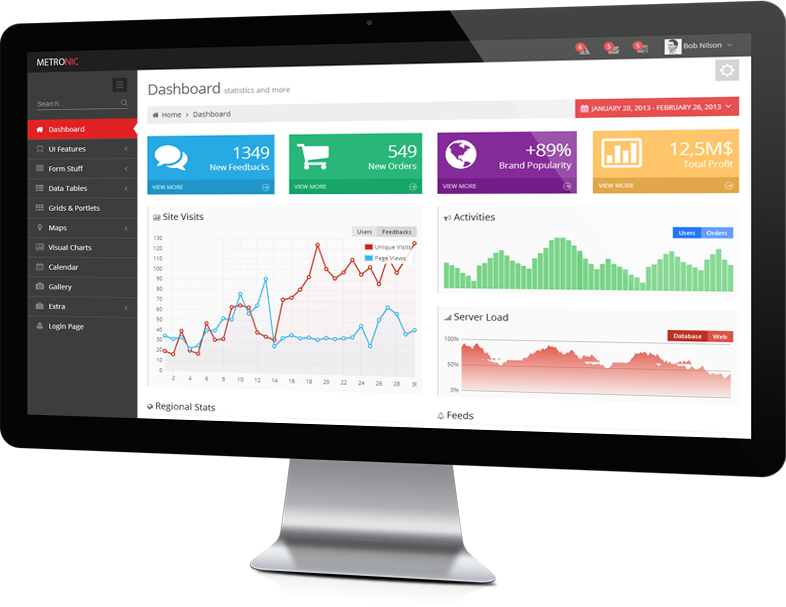 METRONIC
6
5
5
Bob Nilson
Search...
Dashboard
UI Features
Form Stuff
Data Tables
Grids & Portlets
Maps
Visual Charts
Calendar
Gallery
Extra
Login Page
Dashboard statistics and more
Home > Dashboard
JANUARY 28, 2013 - FEBRUARY 26, 2013
1349
New Feedbacks
VIEW MORE
549
New Orders
VIEW MORE
+89%
Brand Popularity
VIEW MORE
12,5M$
Total Profit
VIEW MORE
Site Visits
Users Feedbacks
Unique Visits
Page Views
130
120
110
100
90
80
70
60
50
40
30
20
10
0
2 4 6 8 10 12 14 16 18 20 22 24 26 28 30
Activities
Users Orders
Server Load
Database Web
100%
50%
0%
Regional Stats
Feeds